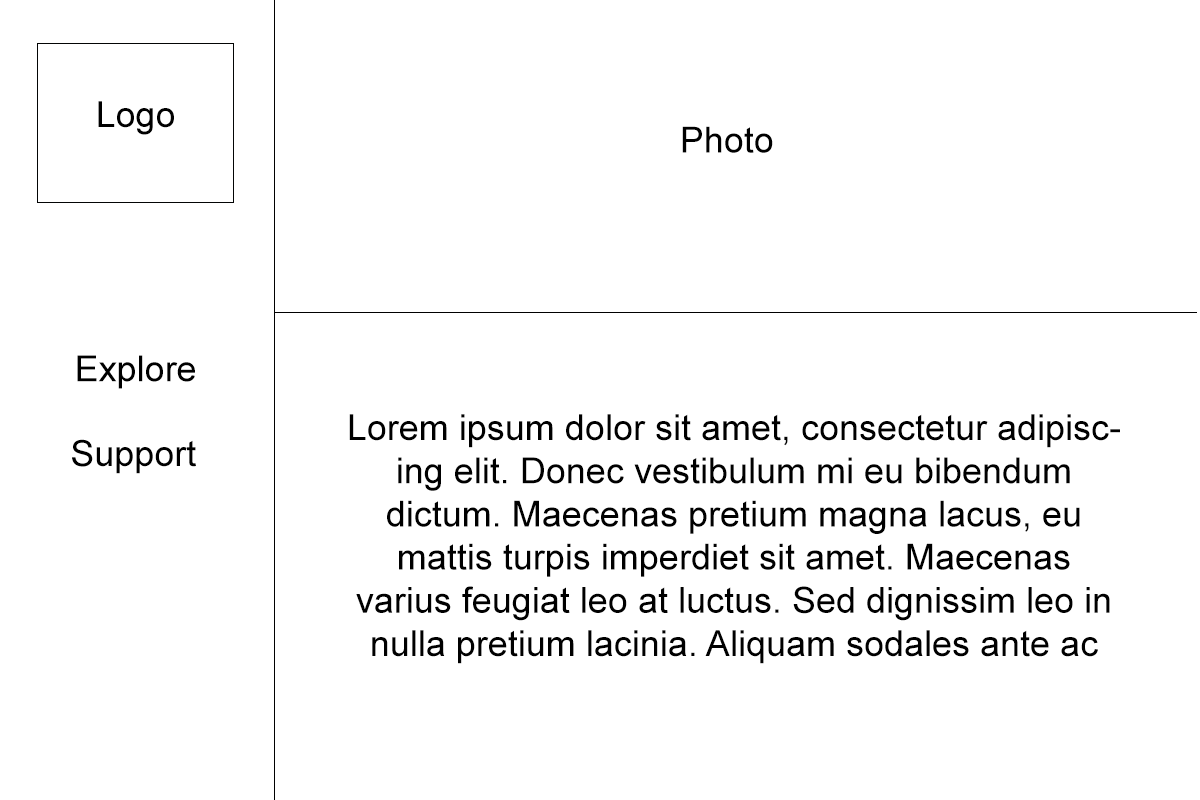 Logo
Photo
Explore
Support
Lorem ipsum dolor sit amet, consectetur adipisc-
ing elit. Donec vestibulum mi eu bibendum
dictum. Maecenas pretium magna lacus, eu
mattis turpis imperdiet sit amet. Maecenas
varius feugiat leo at luctus. Sed dignissim leo in
nulla pretium lacinia. Aliquam sodales ante ac